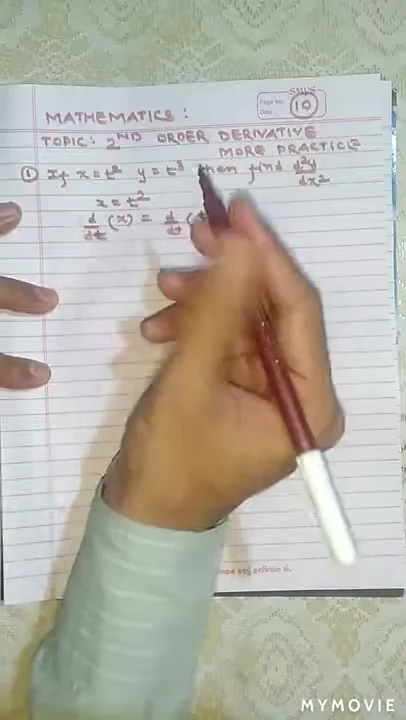 SHPS
Page No. 10
Date
MATHEMATICS:
TOPIC: 2ND ORDER DERIVATIVE
MORE PRACTICE
① If x = t² y = t³ then find d²y/dx²
x = t²
d/dt (x) = d/dt (t
MYMOVIE